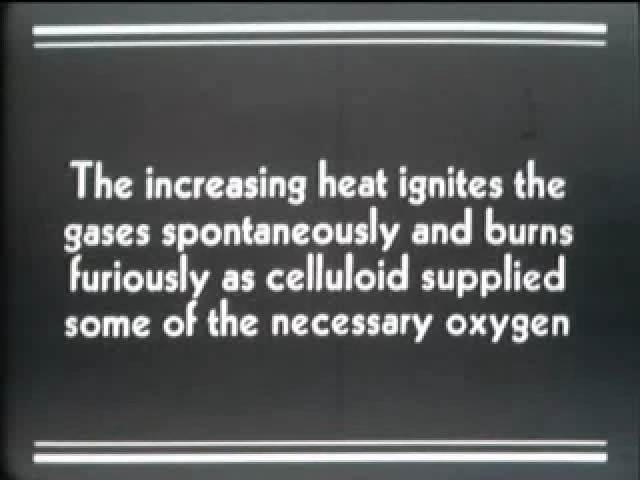 The increasing heat ignites the
gases spontaneously and burns
furiously as celluloid supplied
some of the necessary oxygen